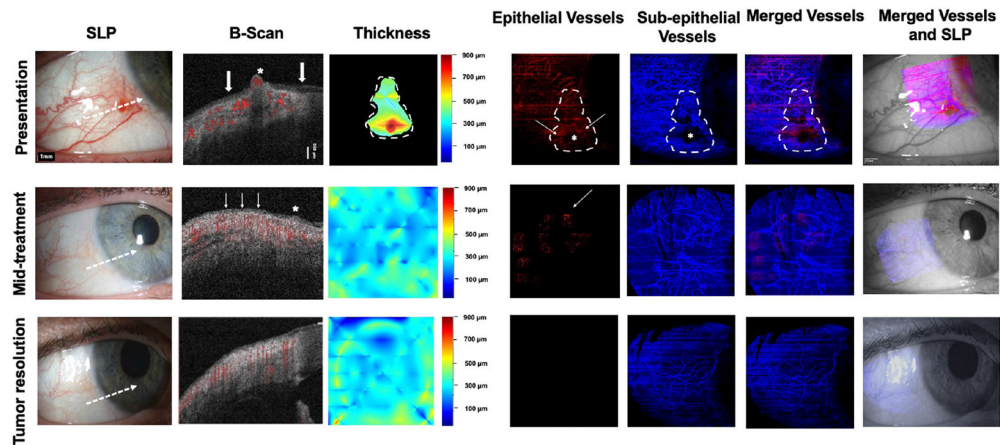 SLP
B-Scan
Thickness
Epithelial Vessels
Sub-epithelial
Vessels
Merged Vessels
Merged Vessels
and SLP
Presentation
1mm
*
900 µm
700 µm
500 µm
300 µm
100 µm
*
*
Mid-treatment
*
900 µm
700 µm
500 µm
300 µm
100 µm
Tumor resolution
900 µm
700 µm
500 µm
300 µm
100 µm